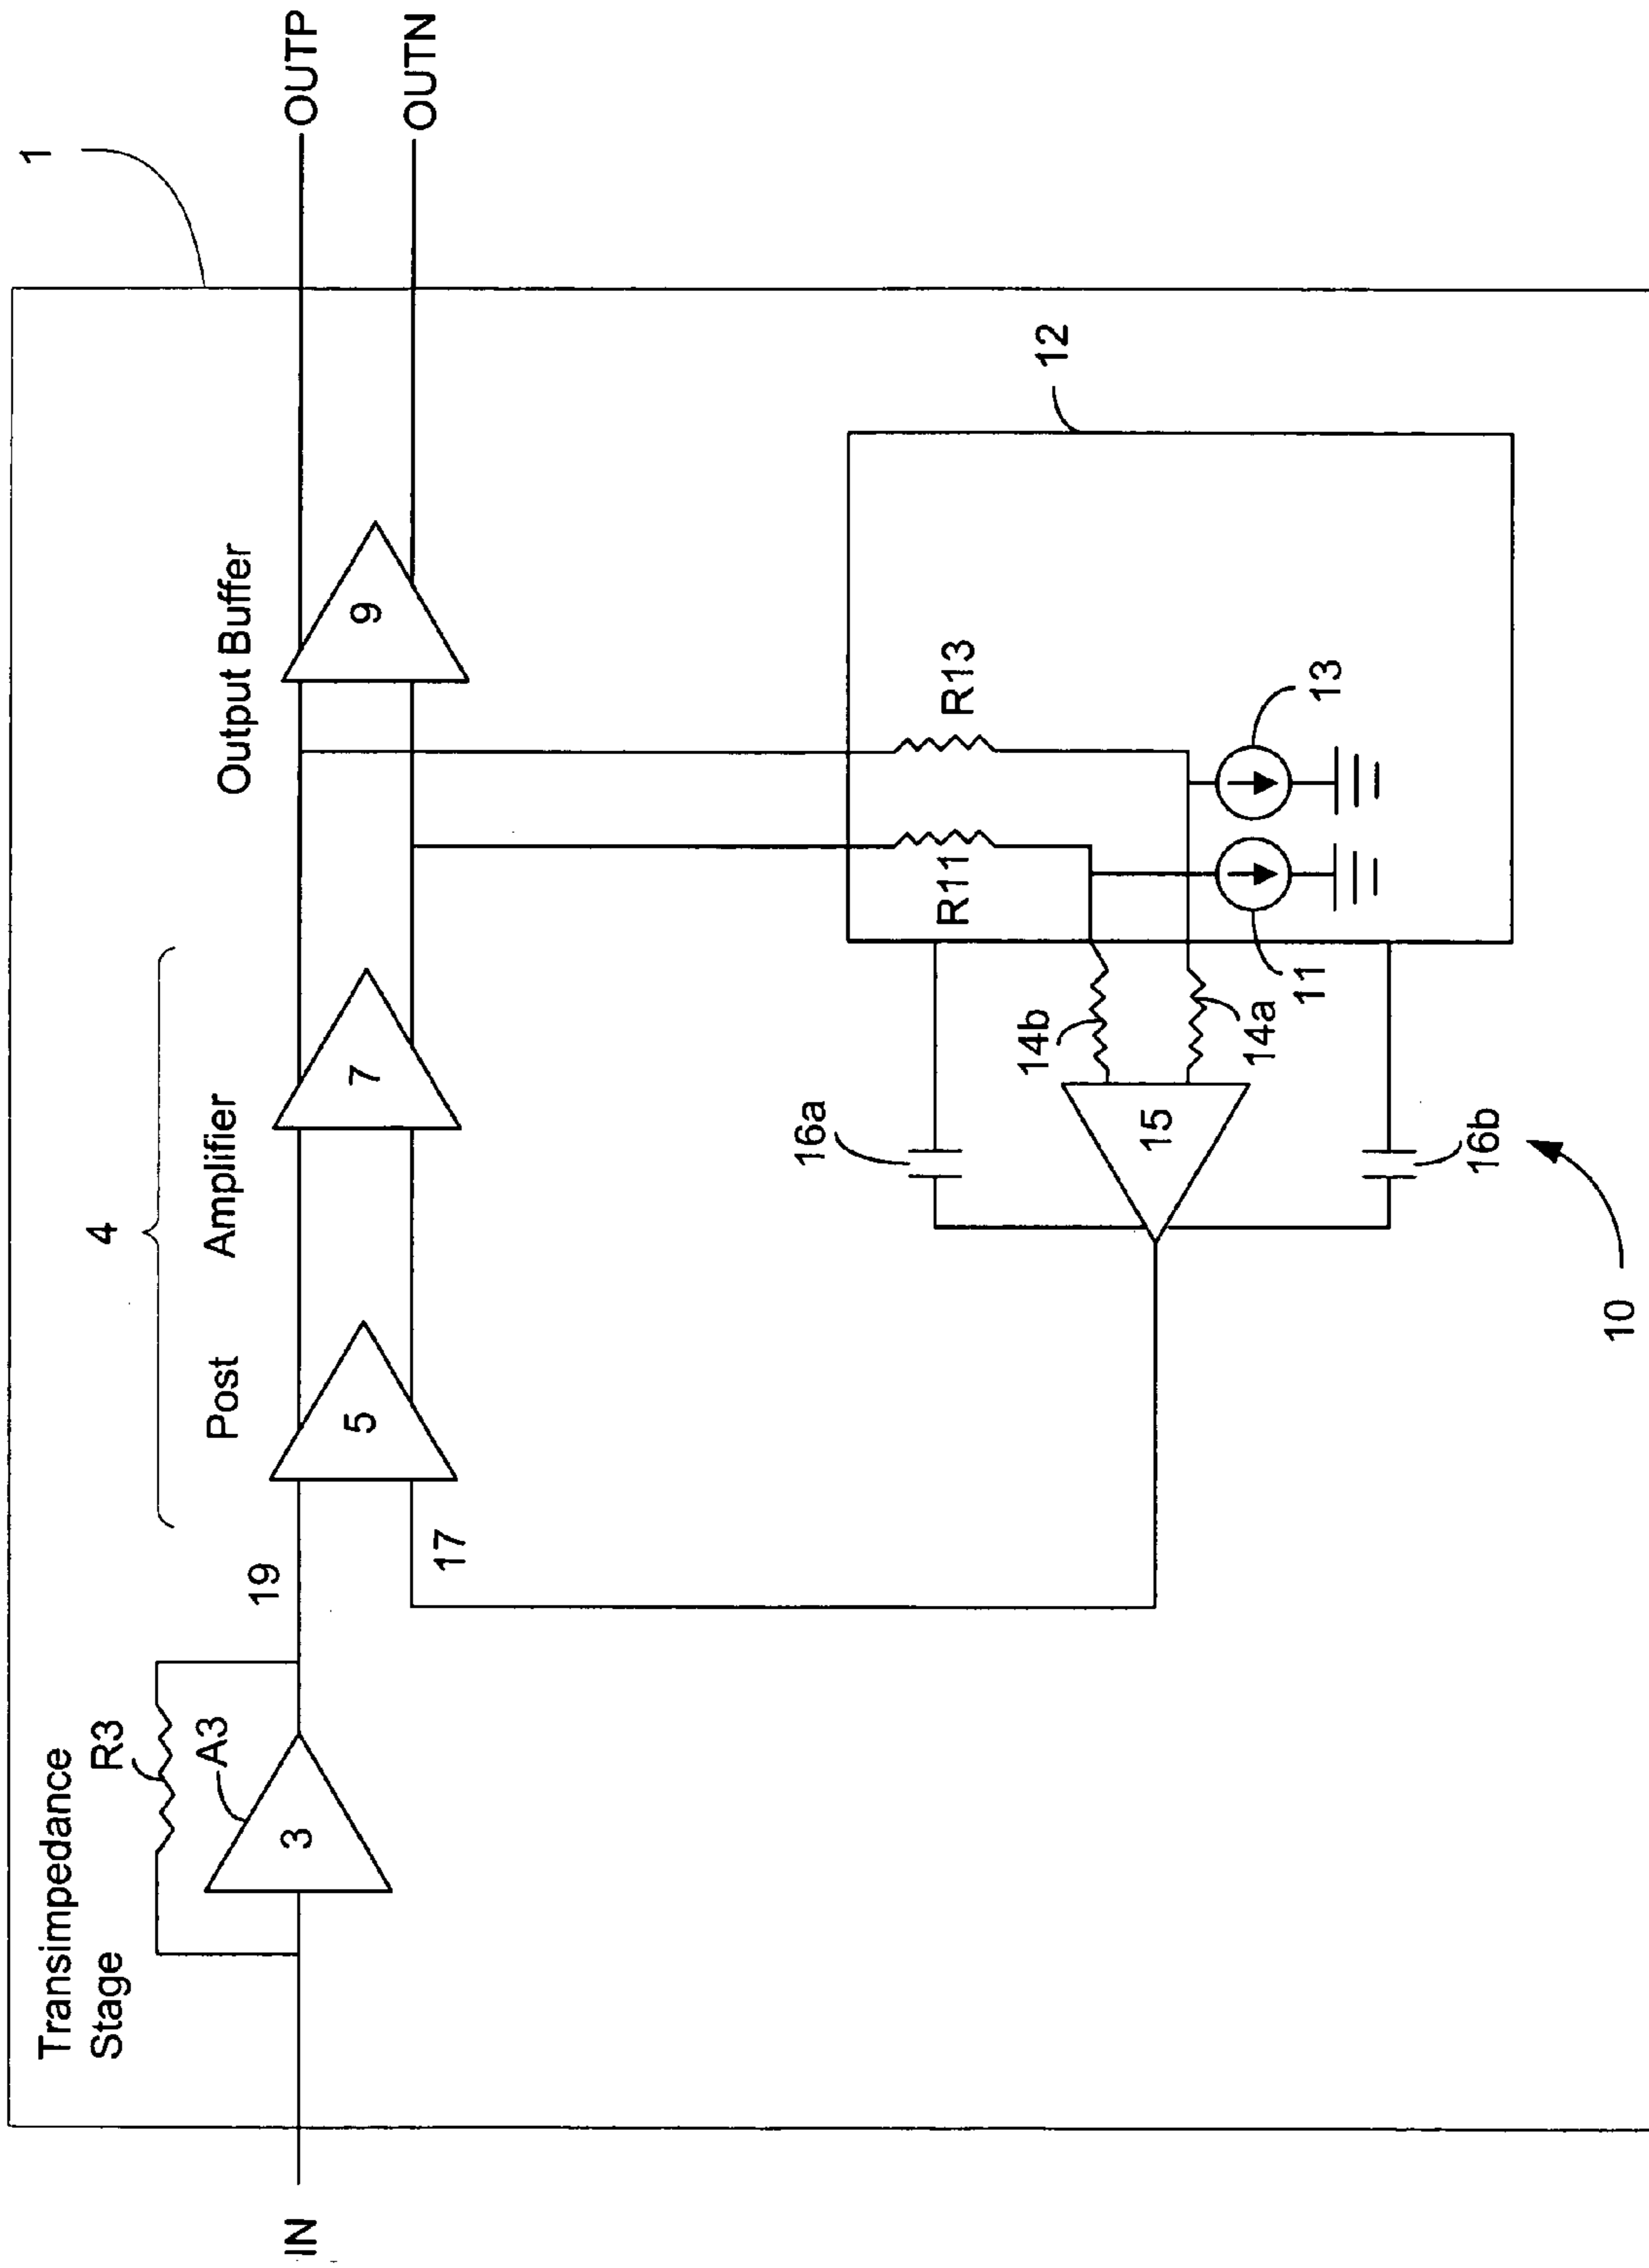 1
Transimpedance
Stage
R3
A3
3
IN
19
17
4
Post Amplifier
5
7
Output Buffer
9
OUTP
OUTN
12
R13
R11
13
11
14b
14a
15
16a
16b
10